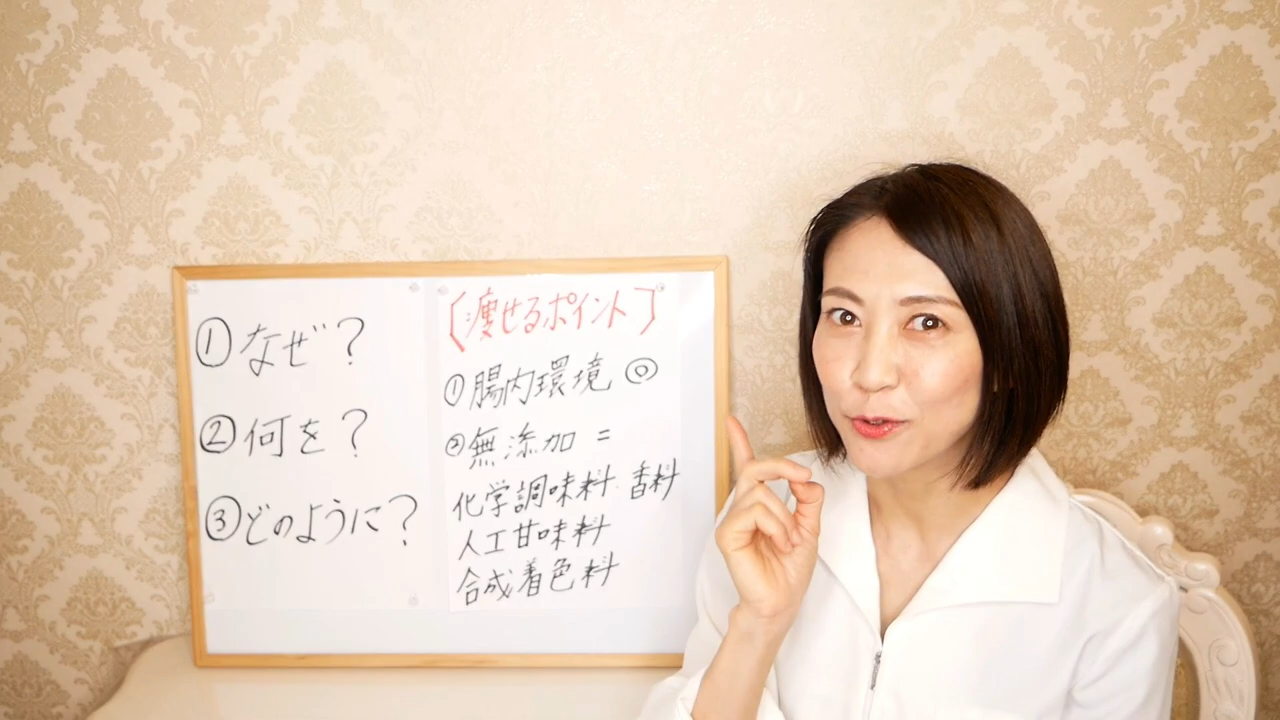 ① なぜ?
② 何を?
③ どのように?
〔痩せるポイント〕
① 腸内環境 ◎
② 無添加 =
化学調味料、香料
人工甘味料
合成着色料